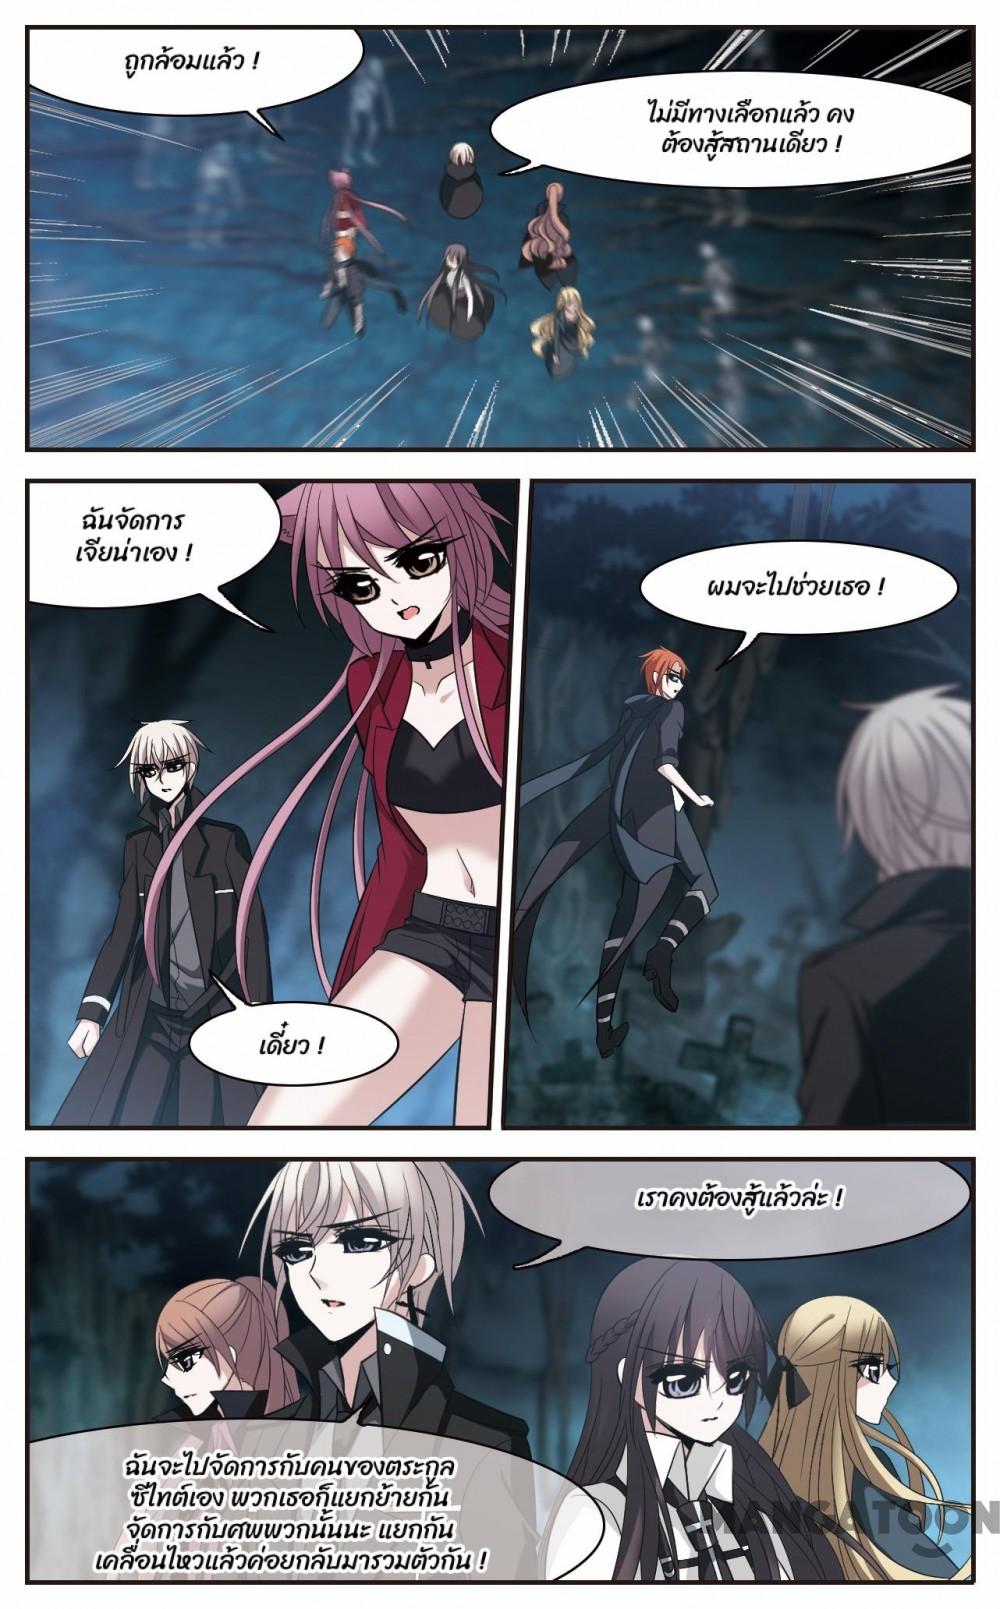 ถูกล้อมแล้ว !
ไม่มีทางเลือกแล้ว คง
ต้องสู้สถานเดียว !
ฉันจัดการ
เจียน่าเอง !
ผมจะไปช่วยเธอ !
เดี๋ยว !
เราคงต้องสู้แล้วล่ะ !
ฉันจะไปจัดการกับคนของตระกูล
ซีไทต์เอง พวกเธอก็แยกย้ายกัน
จัดการกับศพพวกนั้นนะ แยกกัน
เคลื่อนไหวแล้วค่อยกลับมารวมตัวกัน !
MANGATOON